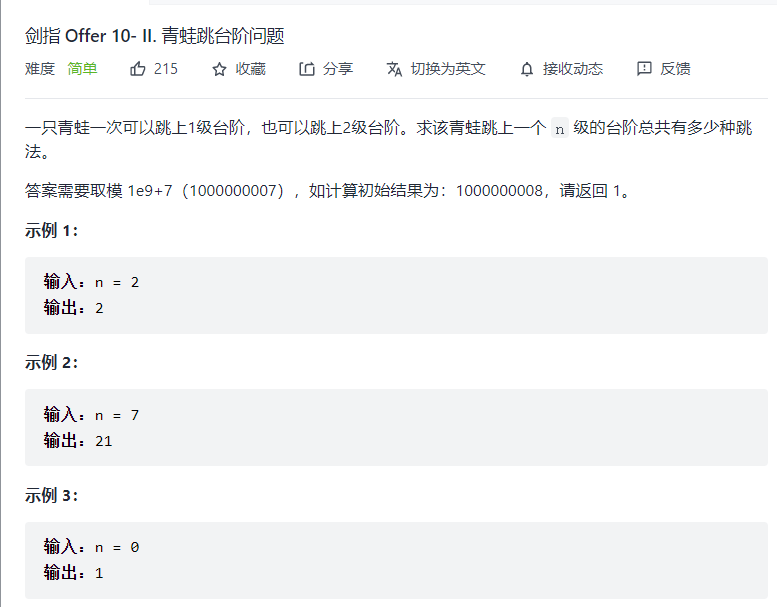 剑指 Offer 10- II. 青蛙跳台阶问题
难度 简单 215 收藏 分享 切换为英文 接收动态 反馈
一只青蛙一次可以跳上1级台阶，也可以跳上2级台阶。求该青蛙跳上一个 n 级的台阶总共有多少种跳
法。
答案需要取模 1e9+7（1000000007），如计算初始结果为：1000000008，请返回 1。
示例 1：
输入：n = 2
输出：2
示例 2：
输入：n = 7
输出：21
示例 3：
输入：n = 0
输出：1